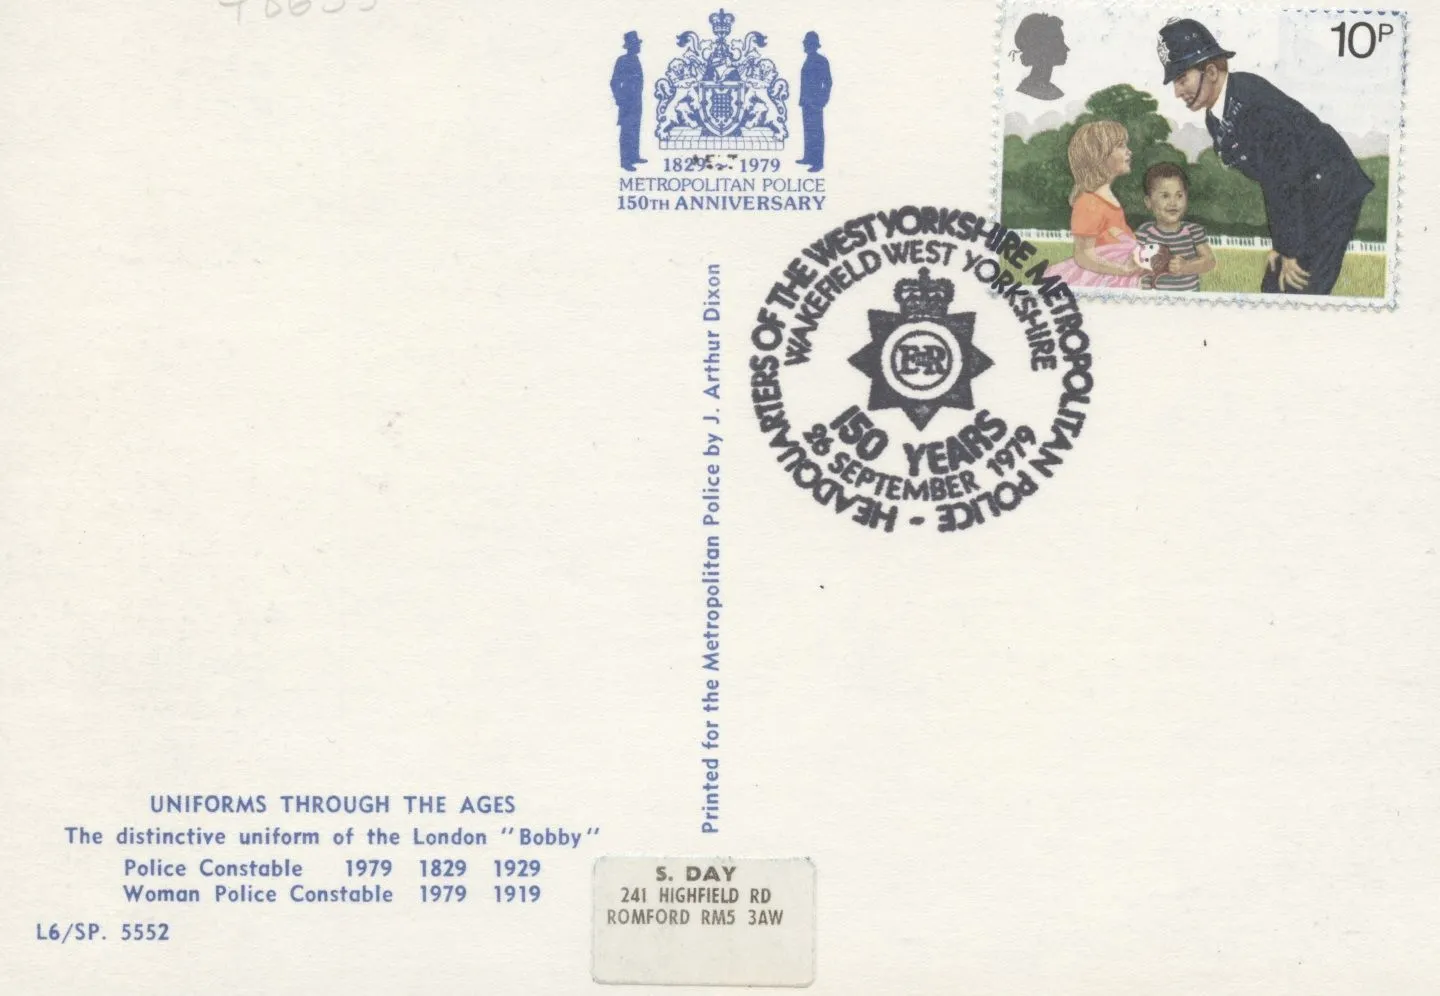 10P
1829 1979
METROPOLITAN POLICE
150TH ANNIVERSARY
HEADQUARTERS OF THE WEST YORKSHIRE METROPOLITAN POLICE -
WAKEFIELD WEST YORKSHIRE
EIIR
150 YEARS
26 SEPTEMBER 1979
Printed for the Metropolitan Police by J. Arthur Dixon
UNIFORMS THROUGH THE AGES
The distinctive uniform of the London "Bobby"
Police Constable 1979 1829 1929
Woman Police Constable 1979 1919
L6/SP. 5552
S. DAY
241 HIGHFIELD RD
ROMFORD RM5 3AW